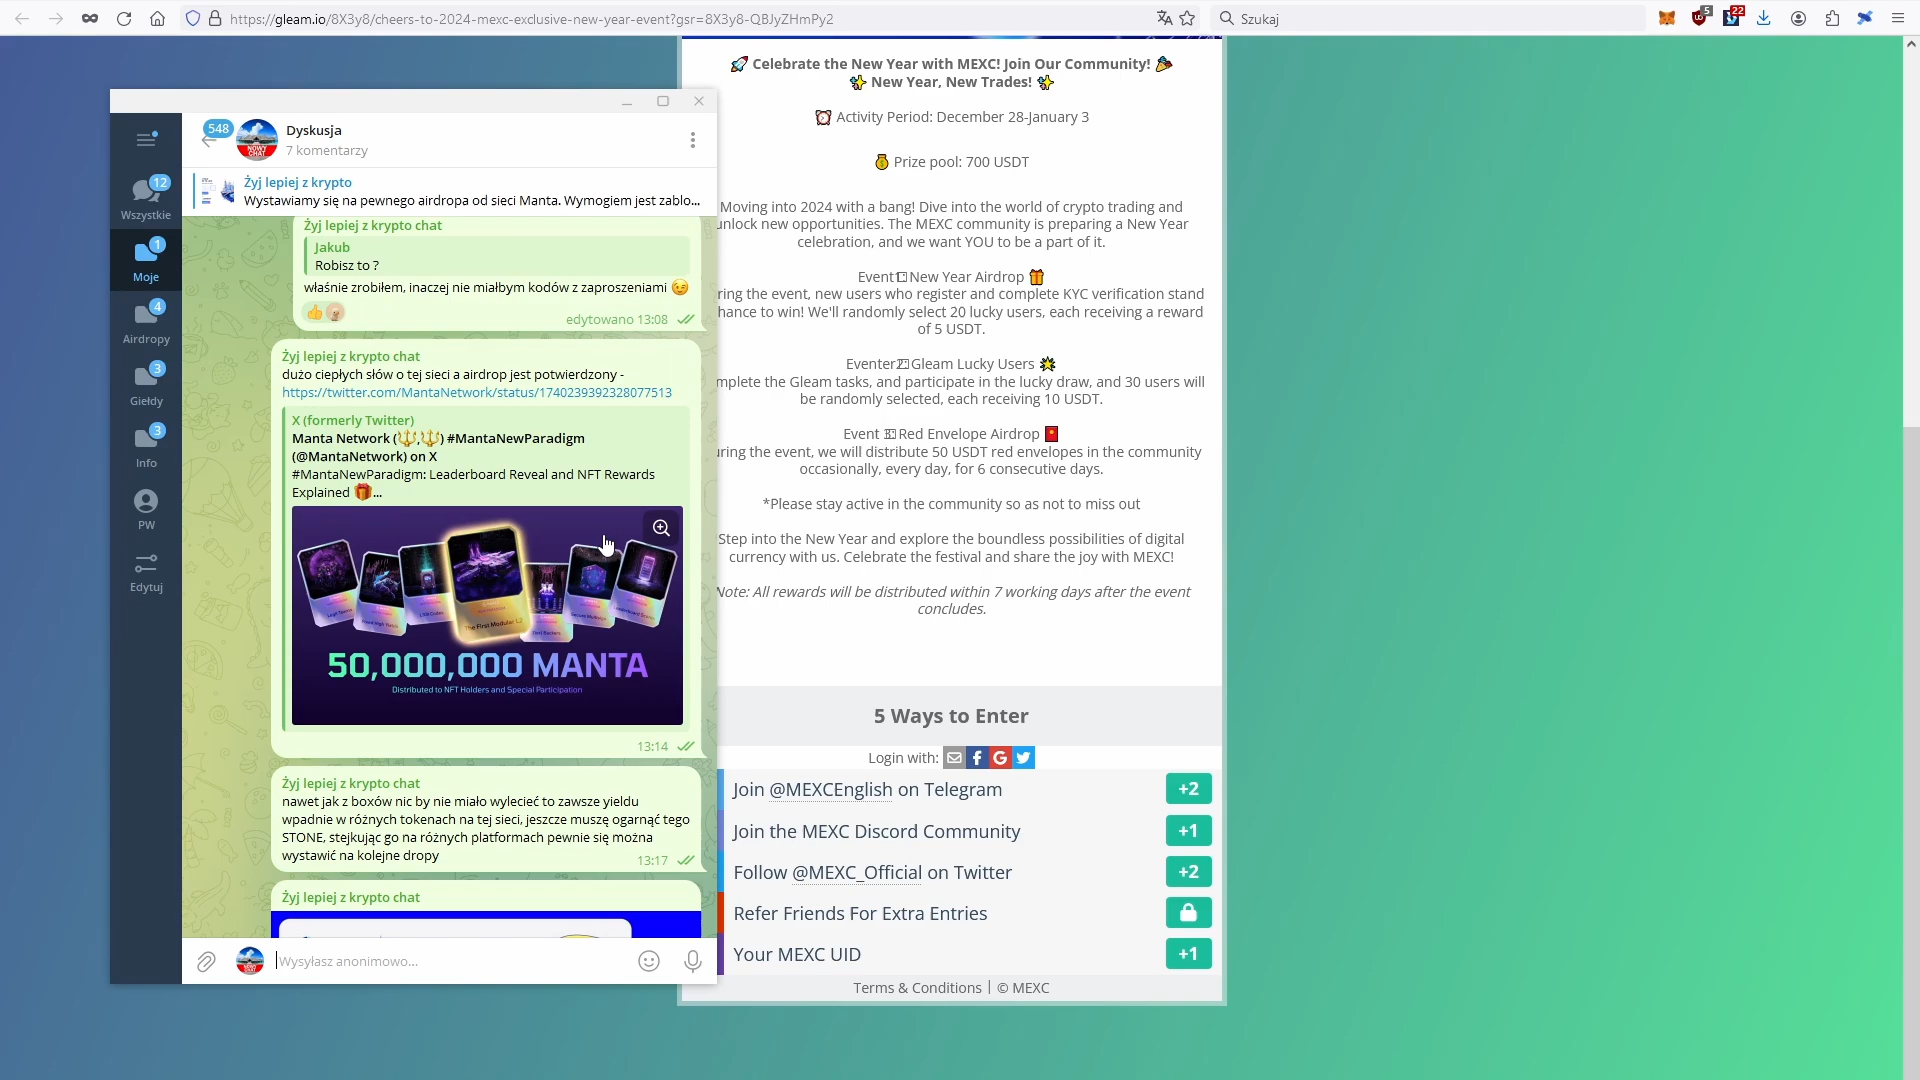 https://gleam.io/8X3y8/cheers-to-2024-mexc-exclusive-new-year-event?gsr=8X3y8-QBJyZHmPy2
Szukaj
5
22
548
Dyskusja
7 komentarzy
Żyj lepiej z krypto
Wystawiamy się na pewnego airdropa od sieci Manta. Wymogiem jest zablo...
12
Wszystkie
1
Moje
4
Airdropy
3
Giełdy
3
Info
PW
Edytuj
NOWY
CHAT
Żyj lepiej z krypto chat
Jakub
Robisz to ?
właśnie zrobiłem, inaczej nie miałbym kodów z zaproszeniami 😉
edytowano 13:08
Żyj lepiej z krypto chat
dużo ciepłych słów o tej sieci a airdrop jest potwierdzony -
https://twitter.com/MantaNetwork/status/1740239392328077513
X (formerly Twitter)
Manta Network (🔱,🔱) #MantaNewParadigm
(@MantaNetwork) on X
#MantaNewParadigm: Leaderboard Reveal and NFT Rewards
Explained 🎁...
The First Modular L2
50,000,000 MANTA
Distributed to NFT Holders and Special Participation
13:14
Żyj lepiej z krypto chat
nawet jak z boxów nic by nie miało wylecieć to zawsze yieldu
wpadnie w różnych tokenach na tej sieci, jeszcze muszę ogarnąć tego
STONE, stejkując go na różnych platformach pewnie się można
wystawić na kolejne dropy
13:17
Żyj lepiej z krypto chat
Wysyłasz anonimowo...
🚀 Celebrate the New Year with MEXC! Join Our Community! 🎉
✨ New Year, New Trades! ✨
⏰ Activity Period: December 28-January 3
💰 Prize pool: 700 USDT
Moving into 2024 with a bang! Dive into the world of crypto trading and
unlock new opportunities. The MEXC community is preparing a New Year
celebration, and we want YOU to be a part of it.
Event1 New Year Airdrop 🎁
ring the event, new users who register and complete KYC verification stand
hance to win! We'll randomly select 20 lucky users, each receiving a reward
of 5 USDT.
Eventer2 Gleam Lucky Users 🌟
mplete the Gleam tasks, and participate in the lucky draw, and 30 users will
be randomly selected, each receiving 10 USDT.
Event 3 Red Envelope Airdrop 🧧
uring the event, we will distribute 50 USDT red envelopes in the community
occasionally, every day, for 6 consecutive days.
*Please stay active in the community so as not to miss out
Step into the New Year and explore the boundless possibilities of digital
currency with us. Celebrate the festival and share the joy with MEXC!
Note: All rewards will be distributed within 7 working days after the event
concludes.
5 Ways to Enter
Login with:
Join @MEXCEnglish on Telegram
+2
Join the MEXC Discord Community
+1
Follow @MEXC_Official on Twitter
+2
Refer Friends For Extra Entries
Your MEXC UID
+1
Terms & Conditions | © MEXC